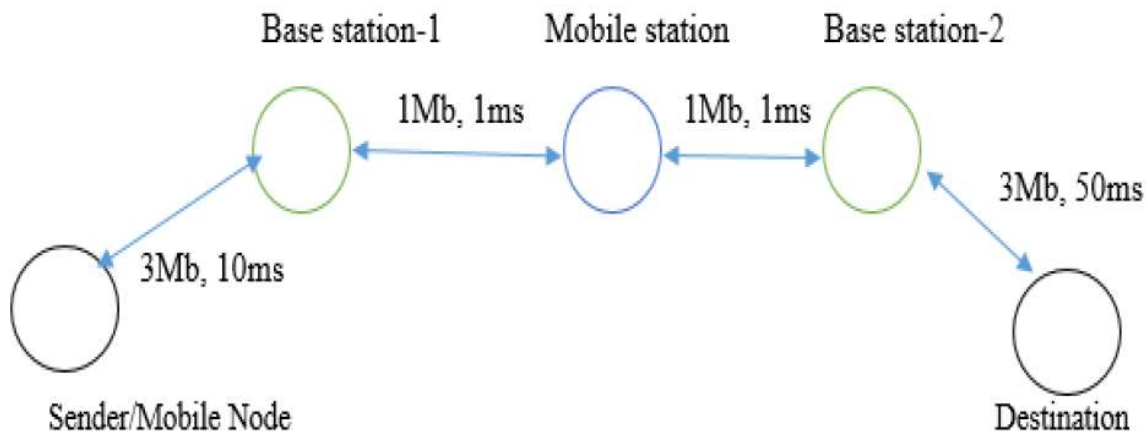 Base station-1
Mobile station
Base station-2
1Mb, 1ms
1Mb, 1ms
3Mb, 50ms
3Mb, 10ms
Sender/Mobile Node
Destination